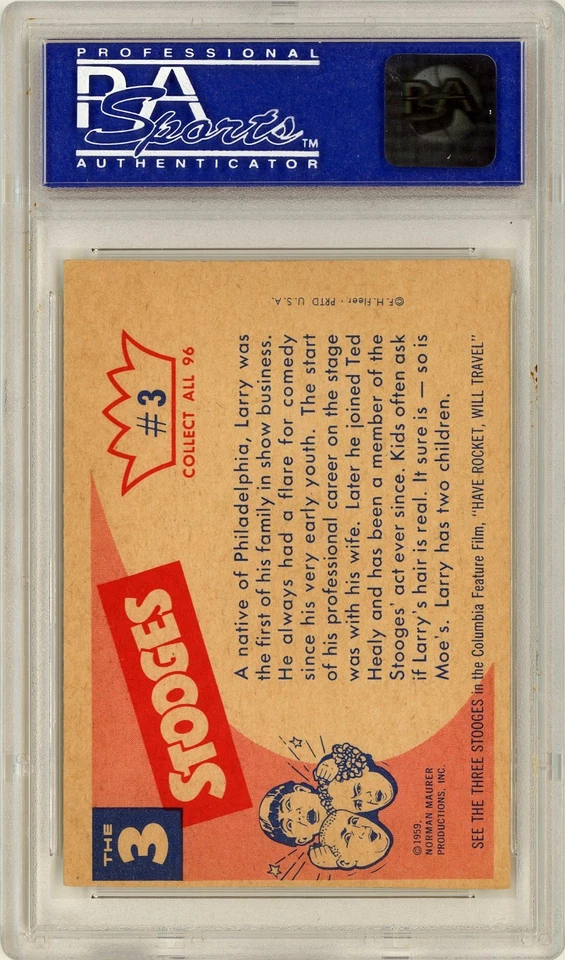 PROFESSIONAL
PSA
Sports™
AUTHENTICATOR
PSA
THE
3
STOOGES
#3
COLLECT ALL 96
A native of Philadelphia, Larry was
the first of his family in show business.
He always had a flare for comedy
since his very early youth. The start
of his professional career on the stage
was with his wife. Later he joined Ted
Healy and has been a member of the
Stooges' act ever since. Kids often ask
if Larry's hair is real. It sure is — so is
Moe's. Larry has two children.
©1959,
NORMAN MAURER
PRODUCTIONS, INC.
SEE THE THREE STOOGES in the Columbia Feature Film, "HAVE ROCKET, WILL TRAVEL"
©F.H.Fleer - PRTD U.S.A.